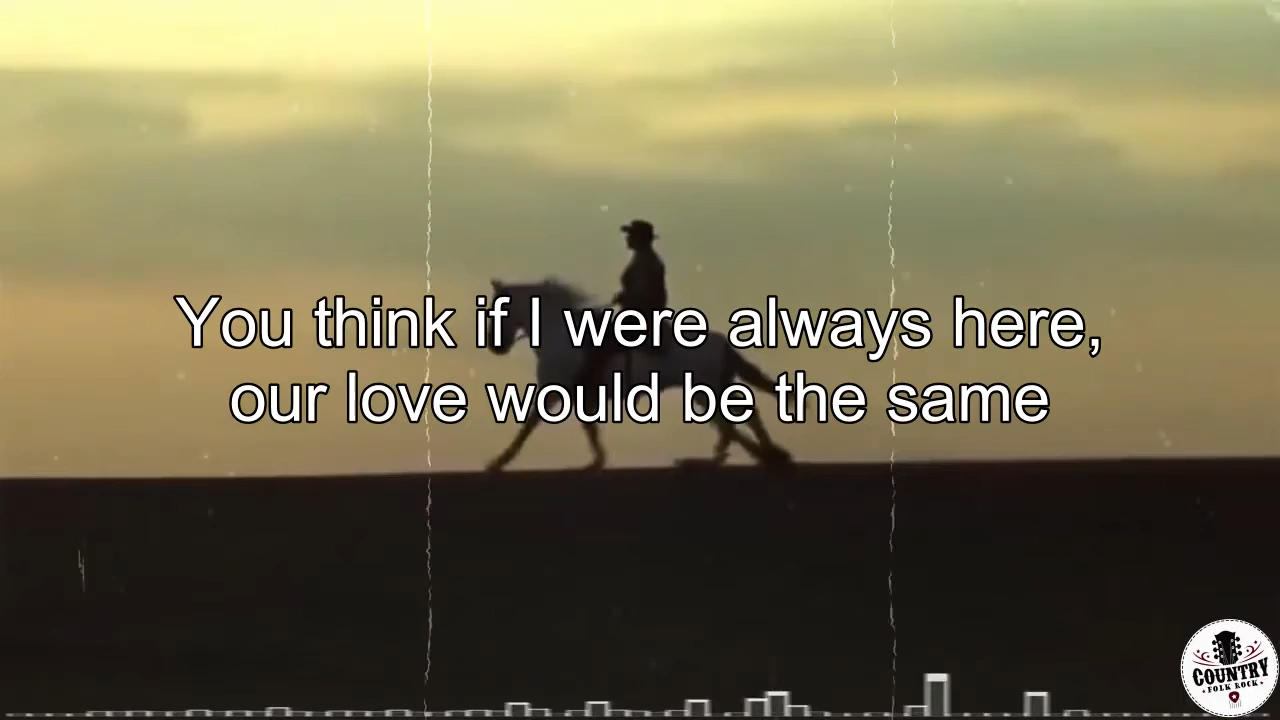 You think if I were always here,
our love would be the same
COUNTRY
FOLK ROCK